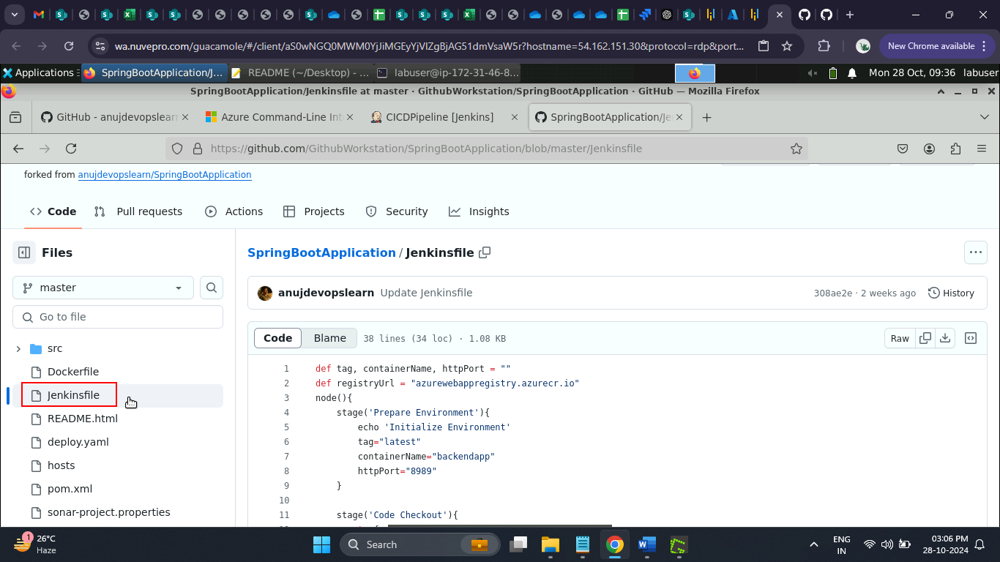 wa.nuvepro.com/guacamole/#/client/aS0wNGQ0MWM0YjJiMGEyYjViZgBjAG51dmVsaW5r?hostname=54.162.151.30&protocol=rdp&port...
New Chrome available
Applications
SpringBootApplication/J...
README (~/Desktop) - ...
labuser@ip-172-31-46-8...
Mon 28 Oct, 09:36 labuser
SpringBootApplication/Jenkinsfile at master · GithubWorkstation/SpringBootApplication · GitHub — Mozilla Firefox
GitHub - anujdevopslearn
Azure Command-Line Int
CICDPipeline [Jenkins]
SpringBootApplication/Je
https://github.com/GithubWorkstation/SpringBootApplication/blob/master/Jenkinsfile
forked from anujdevopslearn/SpringBootApplication
Code
Pull requests
Actions
Projects
Security
Insights
Files
master
Go to file
src
Dockerfile
Jenkinsfile
README.html
deploy.yaml
hosts
pom.xml
sonar-project.properties
SpringBootApplication / Jenkinsfile
anujdevopslearn Update Jenkinsfile
308ae2e · 2 weeks ago
History
Code
Blame
38 lines (34 loc) · 1.08 KB
Raw
1 def tag, containerName, httpPort = ""
2 def registryUrl = "azurewebappregistry.azurecr.io"
3 node(){
4 stage('Prepare Environment'){
5 echo 'Initialize Environment'
6 tag="latest"
7 containerName="backendapp"
8 httpPort="8989"
9 }
10
11 stage('Code Checkout'){
1
26°C
Haze
Search
ENG
IN
03:06 PM
28-10-2024